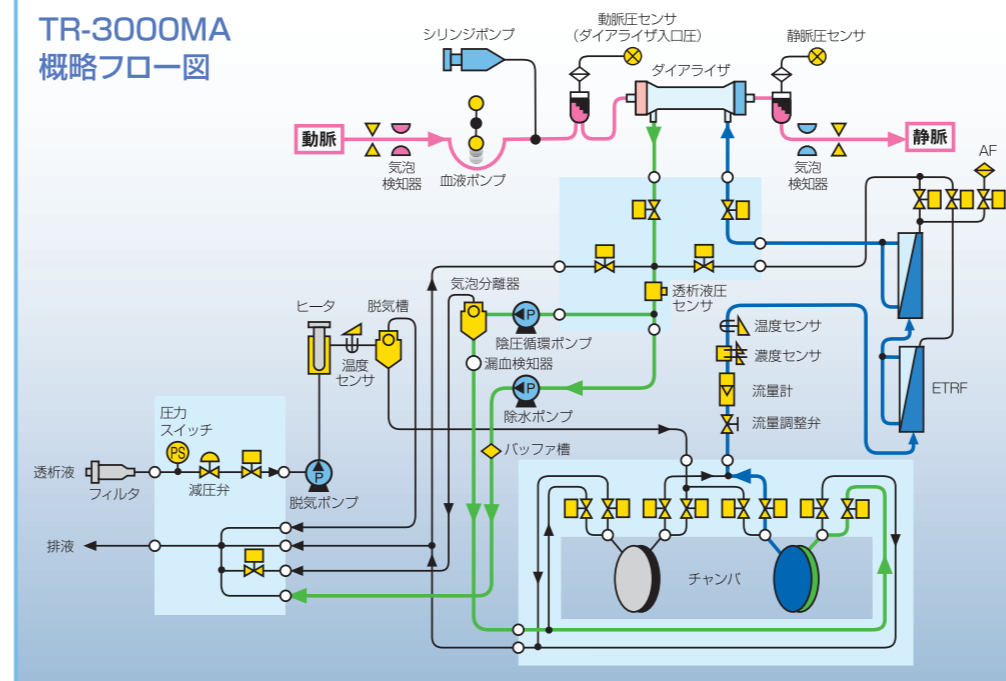 TR-3000MA
概略フロー図
シリンジポンプ
動脈圧センサ
（ダイアライザ入口圧）
静脈圧センサ
ダイアライザ
動脈
気泡
検知器
血液ポンプ
気泡
検知器
静脈
AF
気泡分離器
透析液圧
センサ
ヒータ
脱気槽
温度
センサ
P
陰圧循環ポンプ
温度センサ
漏血検知器
濃度センサ
P
除水ポンプ
流量計
ETRF
圧力
スイッチ
流量調整弁
PS
バッファ槽
透析液
フィルタ
減圧弁
P
脱気ポンプ
排液
チャンバ